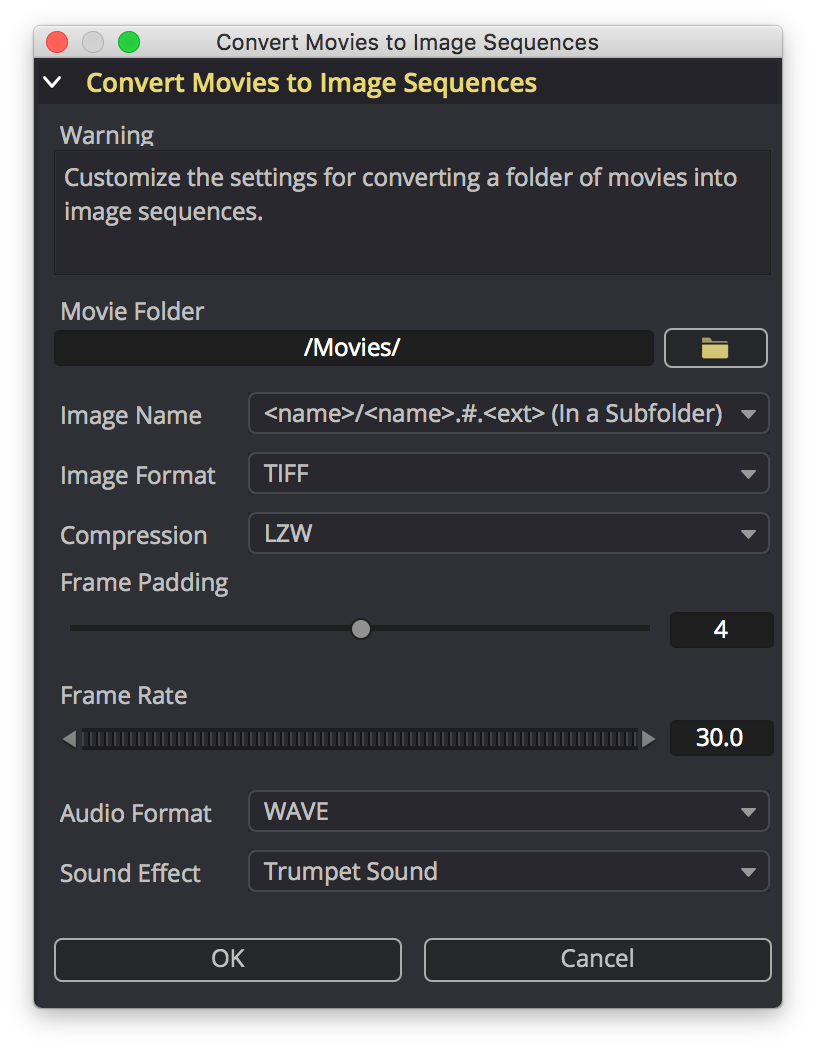 Convert Movies to Image Sequences
Convert Movies to Image Sequences
Warning
Customize the settings for converting a folder of movies into
image sequences.
Movie Folder
/Movies/
Image Name
<name>/<name>.#.<ext> (In a Subfolder)
Image Format
TIFF
Compression
LZW
Frame Padding
4
Frame Rate
30.0
Audio Format
WAVE
Sound Effect
Trumpet Sound
OK
Cancel